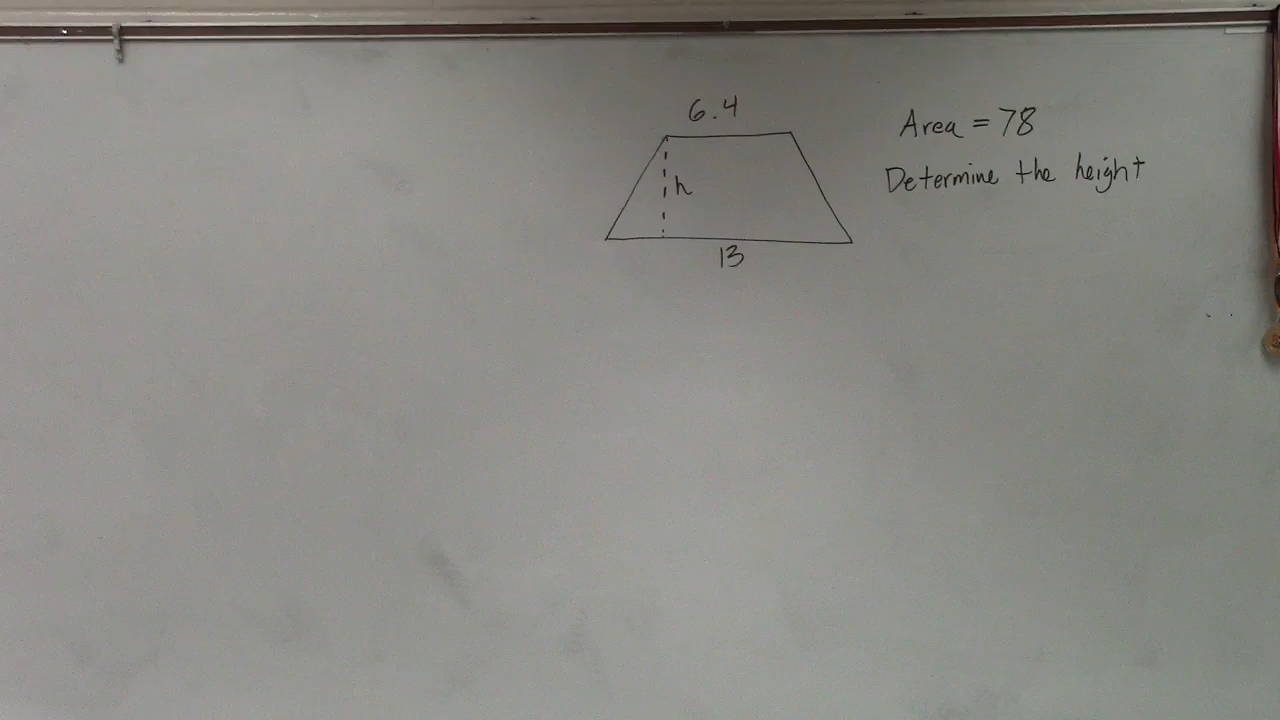 6.4
Area = 78
Determine the height
h
13